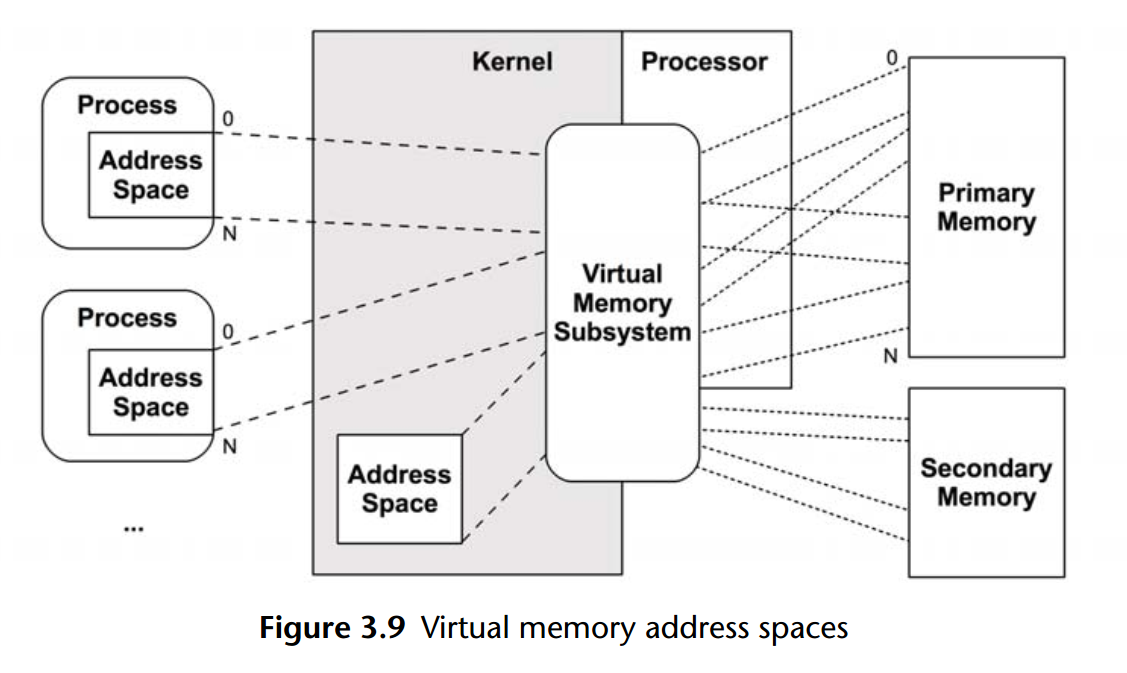 Kernel
Processor
0
Process
0
Address
Space
N
Primary
Memory
Virtual
Memory
Subsystem
Process
0
Address
Space
N
N
Address
Space
Secondary
Memory
...
Figure 3.9 Virtual memory address spaces